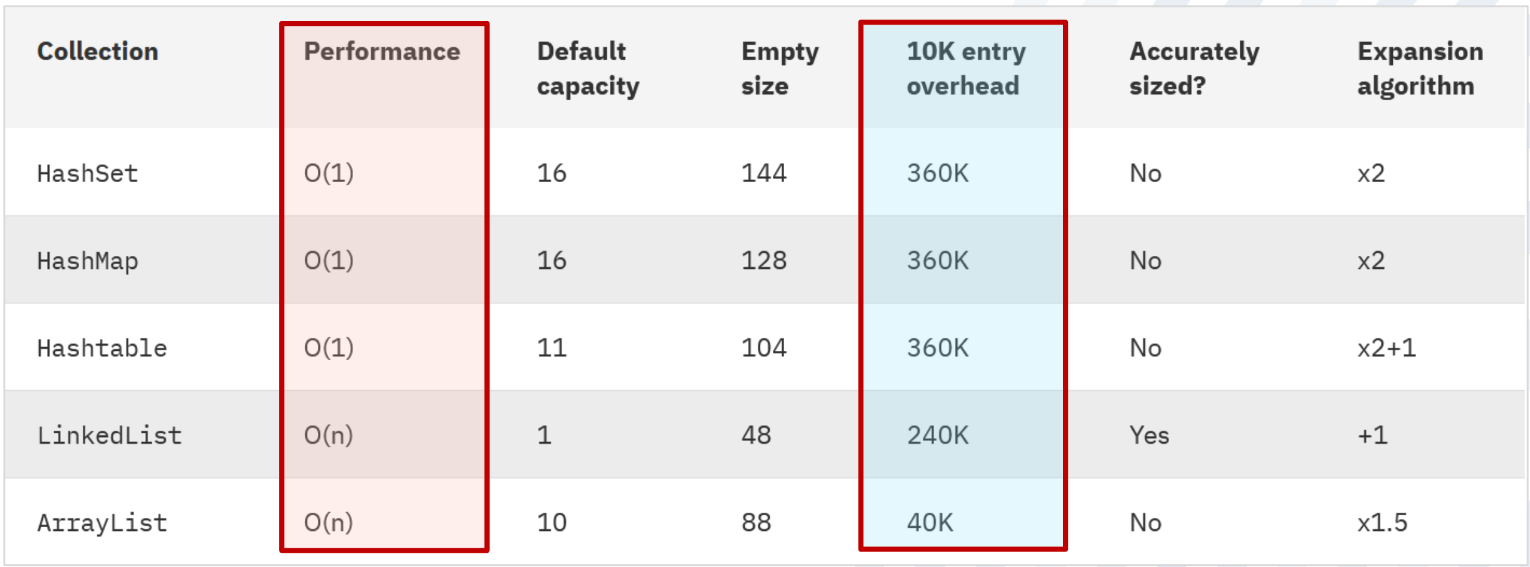 Collection Performance Default capacity Empty size 10K entry overhead Accurately sized? Expansion algorithm
HashSet O(1) 16 144 360K No x2
HashMap O(1) 16 128 360K No x2
Hashtable O(1) 11 104 360K No x2+1
LinkedList O(n) 1 48 240K Yes +1
ArrayList O(n) 10 88 40K No x1.5